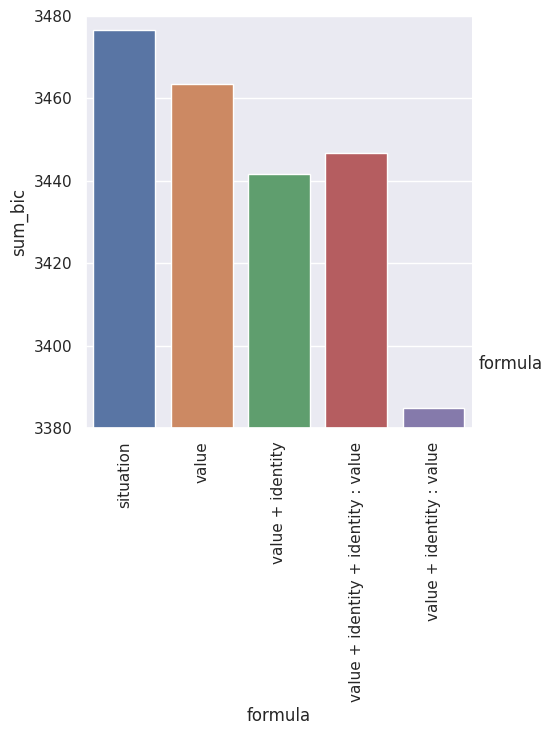 3480
3460
3440
3420
3400
3380
sum_bic
situation
value
value + identity
value + identity + identity : value
value + identity : value
formula
formula